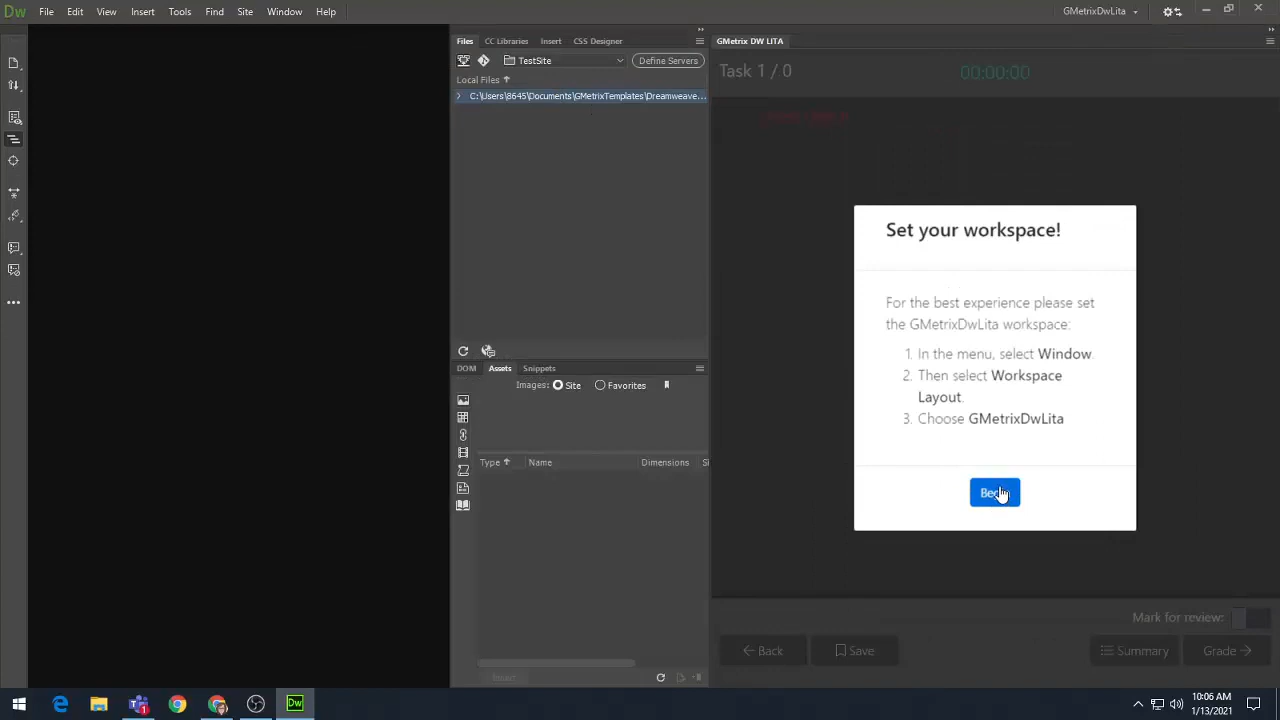 Dw File Edit View Insert Tools Find Site Window Help GMetrixDwLita
Files CC Libraries Insert CSS Designer
TestSite Define Servers
Local Files
C:\Users\8645\Documents\GMetrixTemplates\Dreamweave...
DOM Assets Snippets
Images: Site Favorites
Type Name Dimensions
Insert
GMetrix DW LITA
Task 1 / 0 00:00:00
Set your workspace!
For the best experience please set
the GMetrixDwLita workspace:
1. In the menu, select Window.
2. Then select Workspace
Layout.
3. Choose GMetrixDwLita
Mark for review:
Back Save Summary Grade
Dw
10:06 AM
1/13/2021